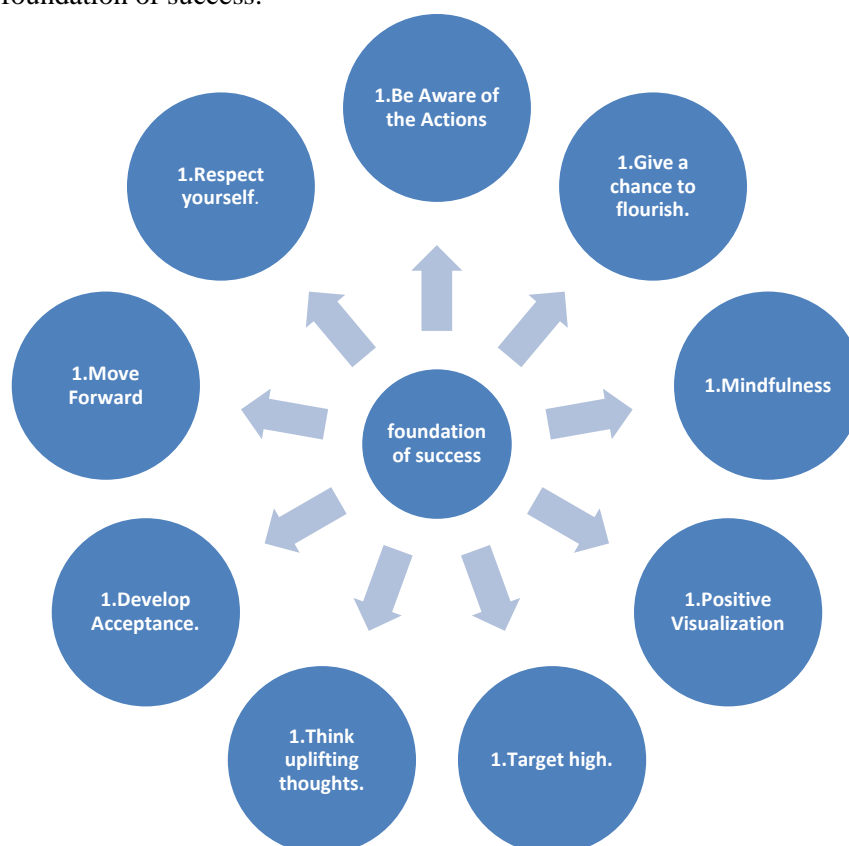 foundation of success.
1.Be Aware of
the Actions
1.Give a
chance to
flourish.
1.Mindfulness
1.Positive
Visualization
1.Target high.
1.Think
uplifting
thoughts.
1.Develop
Acceptance.
1.Move
Forward
1.Respect
yourself.
foundation
of success